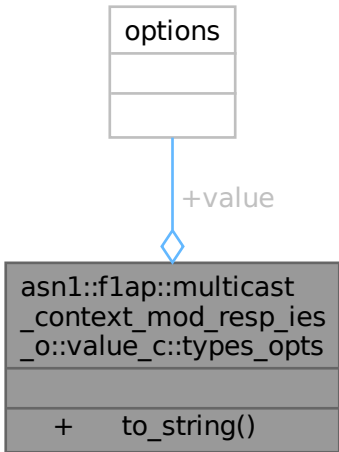 options
+value
asn1::f1ap::multicast
_context_mod_resp_ies
_o::value_c::types_opts
+ to_string()